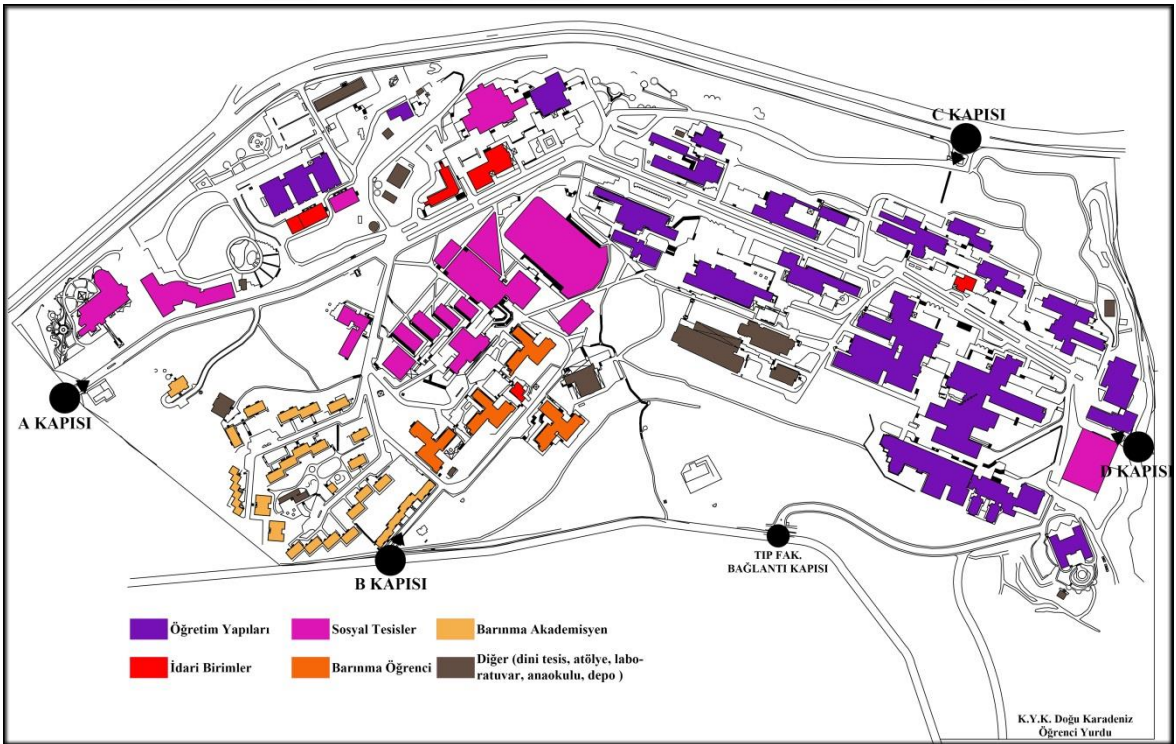 C KAPISI
A KAPISI
D KAPISI
TIP FAK.
BAĞLANTI KAPISI
B KAPISI
Öğretim Yapıları
Sosyal Tesisler
Barınma Akademisyen
İdari Birimler
Barınma Öğrenci
Diğer (dini tesis, atölye, labo-
ratuvar, anaokulu, depo )
K.Y.K. Doğu Karadeniz
Öğrenci Yurdu